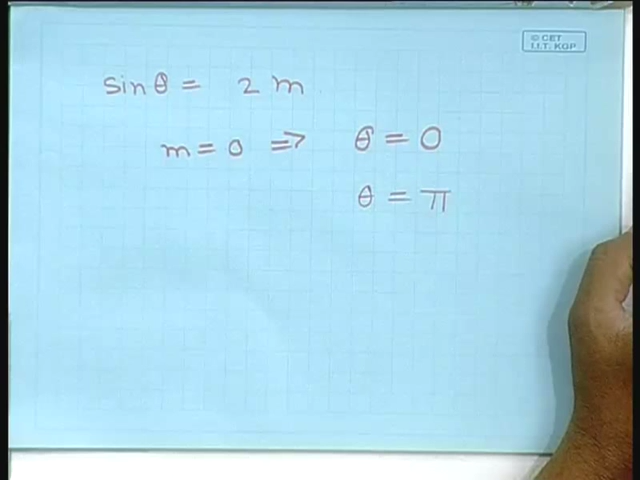 © CET
I.I.T. KGP
sin θ = 2 m
m = 0 ⇒ θ = 0
θ = π